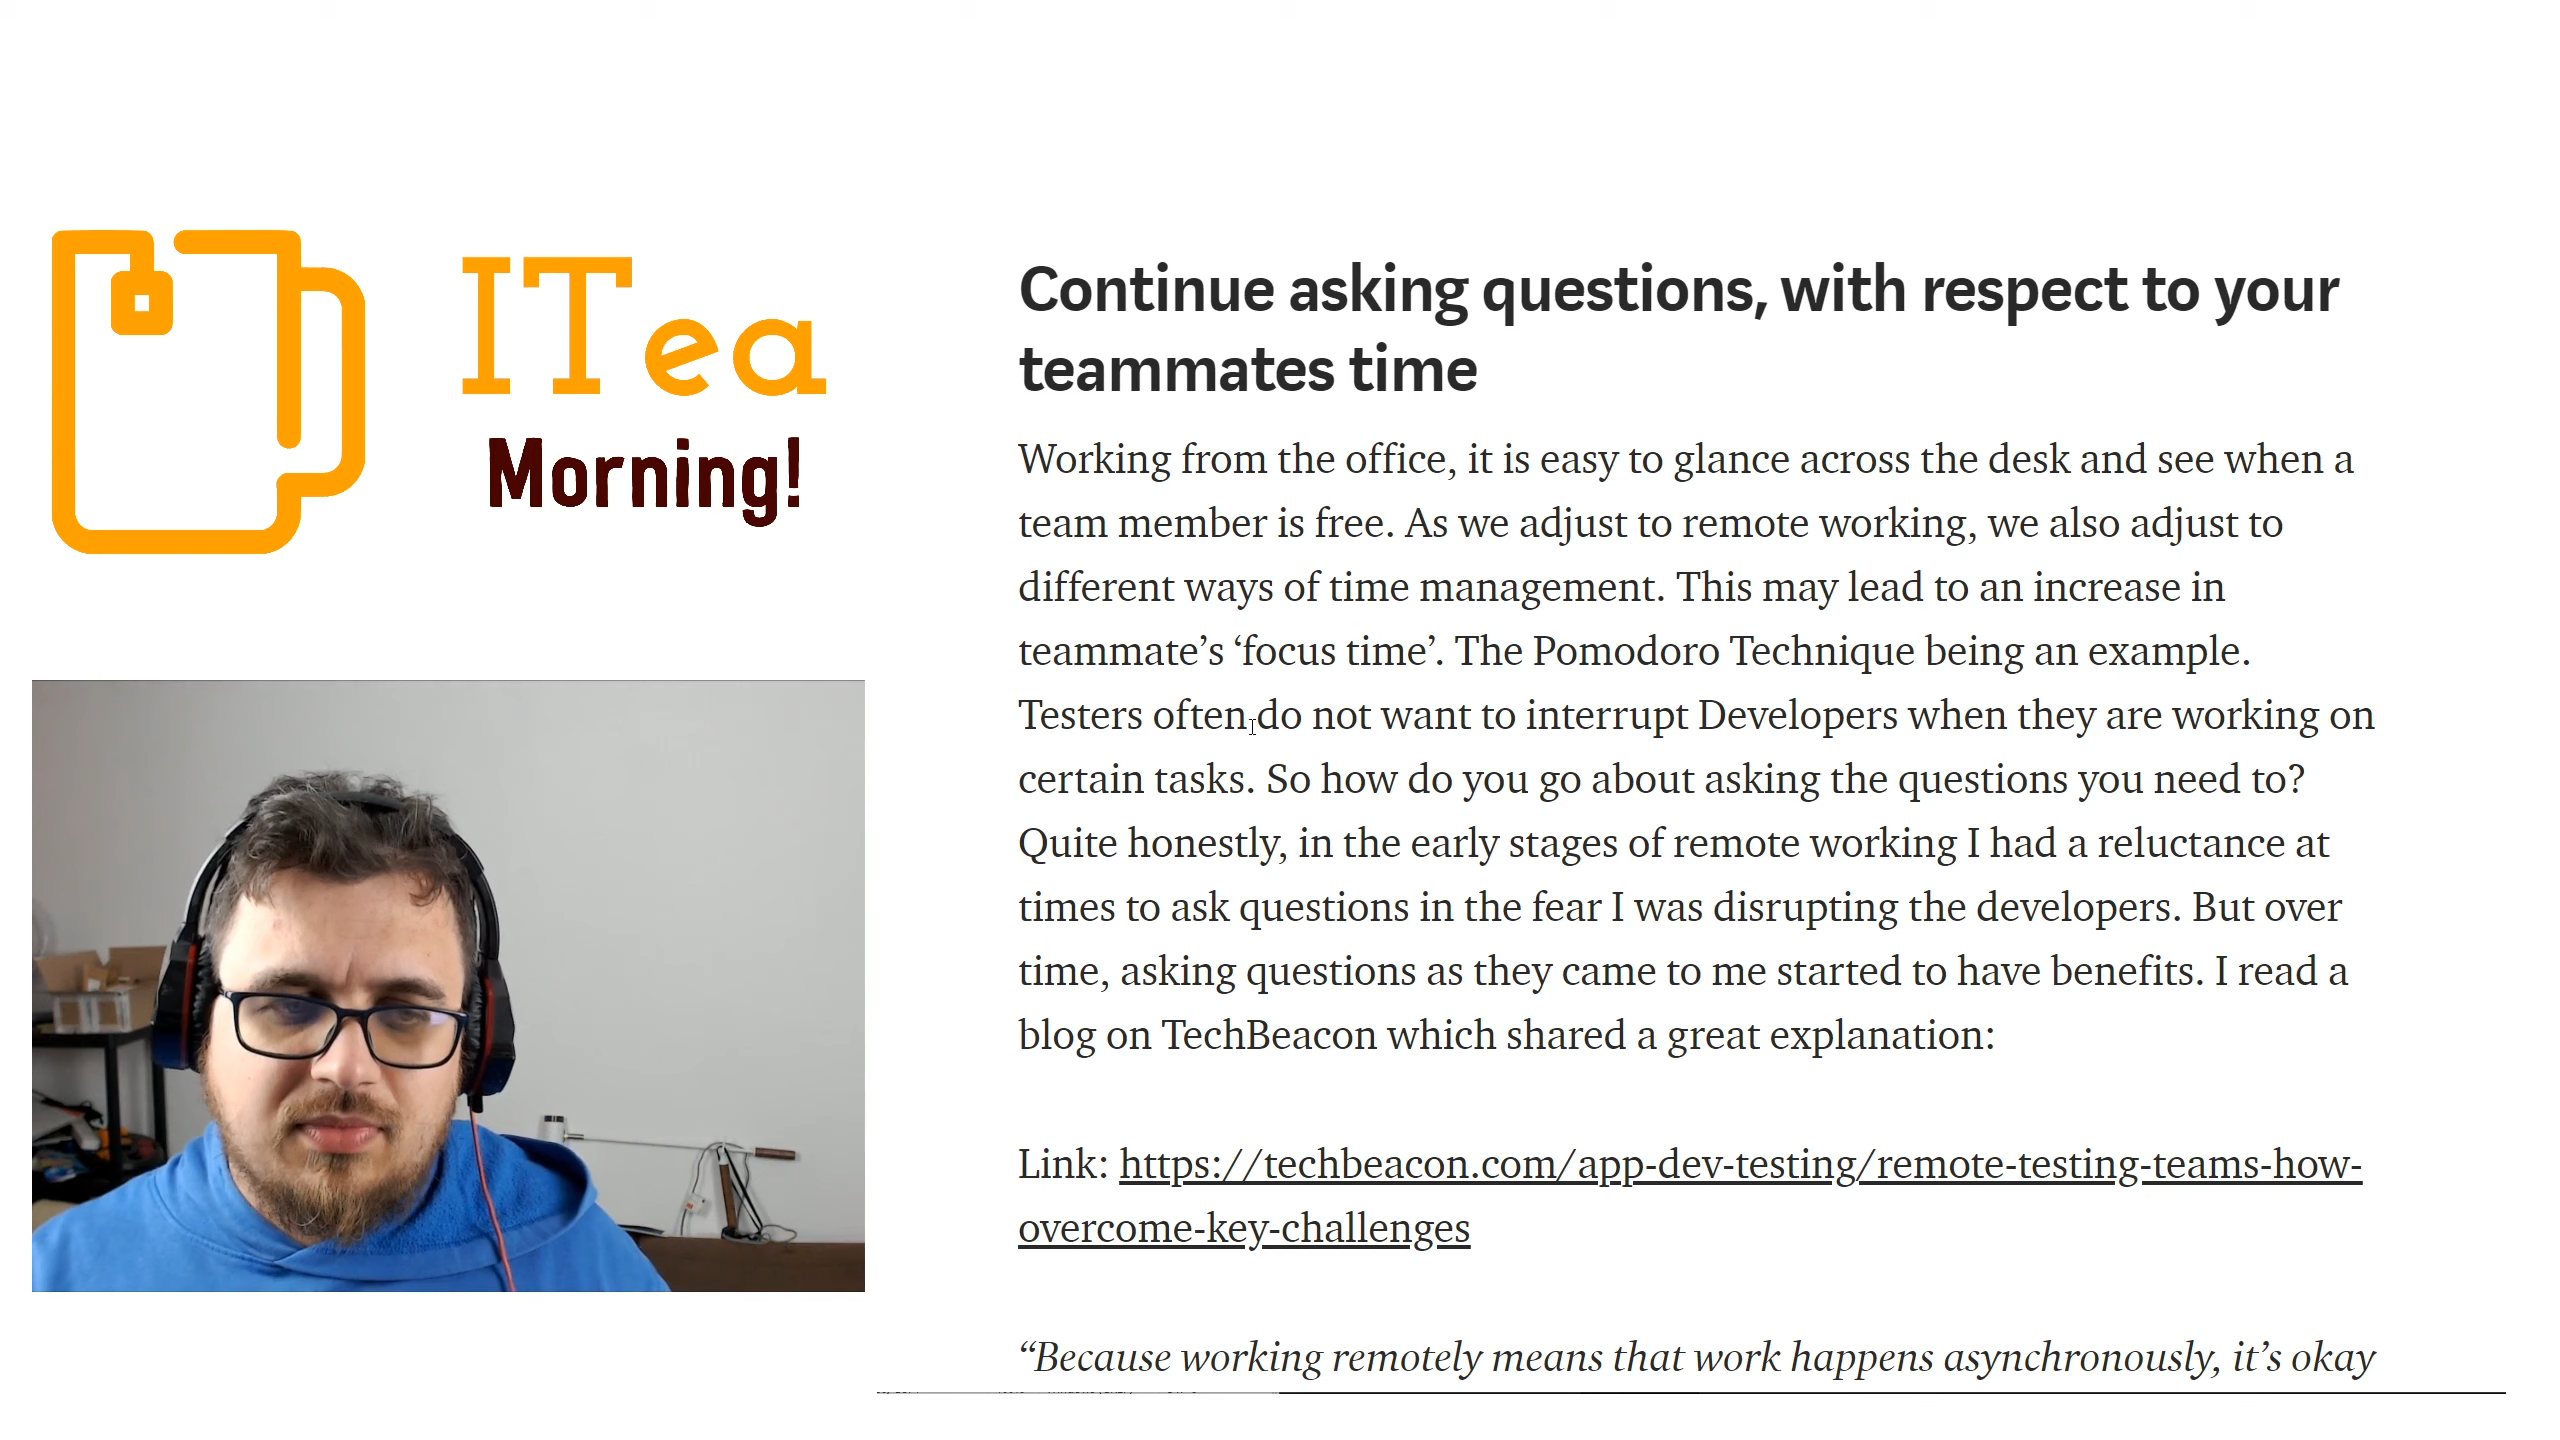 ITea
Morning!
Continue asking questions, with respect to your
teammates time
Working from the office, it is easy to glance across the desk and see when a
team member is free. As we adjust to remote working, we also adjust to
different ways of time management. This may lead to an increase in
teammate’s ‘focus time’. The Pomodoro Technique being an example.
Testers often do not want to interrupt Developers when they are working on
certain tasks. So how do you go about asking the questions you need to?
Quite honestly, in the early stages of remote working I had a reluctance at
times to ask questions in the fear I was disrupting the developers. But over
time, asking questions as they came to me started to have benefits. I read a
blog on TechBeacon which shared a great explanation:
Link: https://techbeacon.com/app-dev-testing/remote-testing-teams-how-
overcome-key-challenges
“Because working remotely means that work happens asynchronously, it’s okay